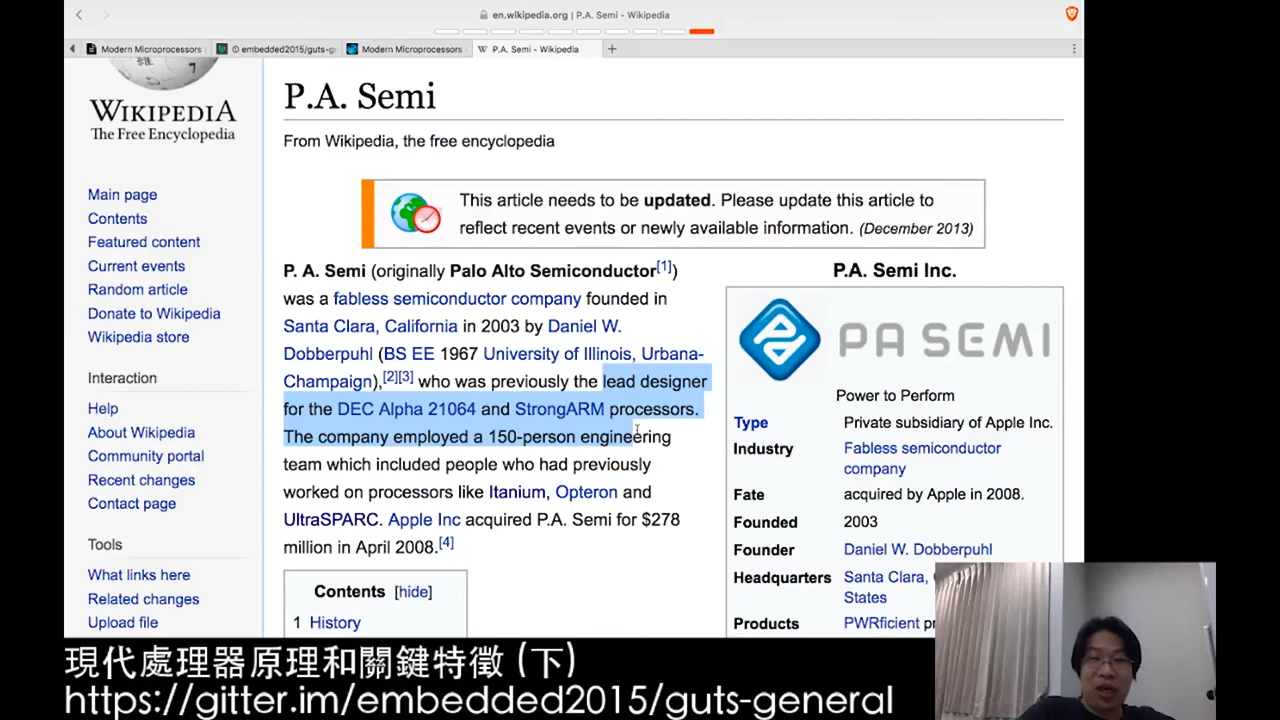 en.wikipedia.org | P.A. Semi - Wikipedia
Modern Microprocessors
embedded2015/guts-g
Modern Microprocessors
P.A. Semi - Wikipedia
WIKIPEDIA
The Free Encyclopedia
Main page
Contents
Featured content
Current events
Random article
Donate to Wikipedia
Wikipedia store
Interaction
Help
About Wikipedia
Community portal
Recent changes
Contact page
Tools
What links here
Related changes
Upload file
P.A. Semi
From Wikipedia, the free encyclopedia
This article needs to be updated. Please update this article to
reflect recent events or newly available information. (December 2013)
P. A. Semi (originally Palo Alto Semiconductor[1])
was a fabless semiconductor company founded in
Santa Clara, California in 2003 by Daniel W.
Dobberpuhl (BS EE 1967 University of Illinois, Urbana-
Champaign),[2][3] who was previously the lead designer
for the DEC Alpha 21064 and StrongARM processors.
The company employed a 150-person engineering
team which included people who had previously
worked on processors like Itanium, Opteron and
UltraSPARC. Apple Inc acquired P.A. Semi for $278
million in April 2008.[4]
Contents [hide]
1 History
P.A. Semi Inc.
PA SEMI
Power to Perform
Type Private subsidiary of Apple Inc.
Industry Fabless semiconductor
company
Fate acquired by Apple in 2008.
Founded 2003
Founder Daniel W. Dobberpuhl
Headquarters Santa Clara,
States
Products PWRficient
現代處理器原理和關鍵特徵 (下)
https://gitter.im/embedded2015/guts-general